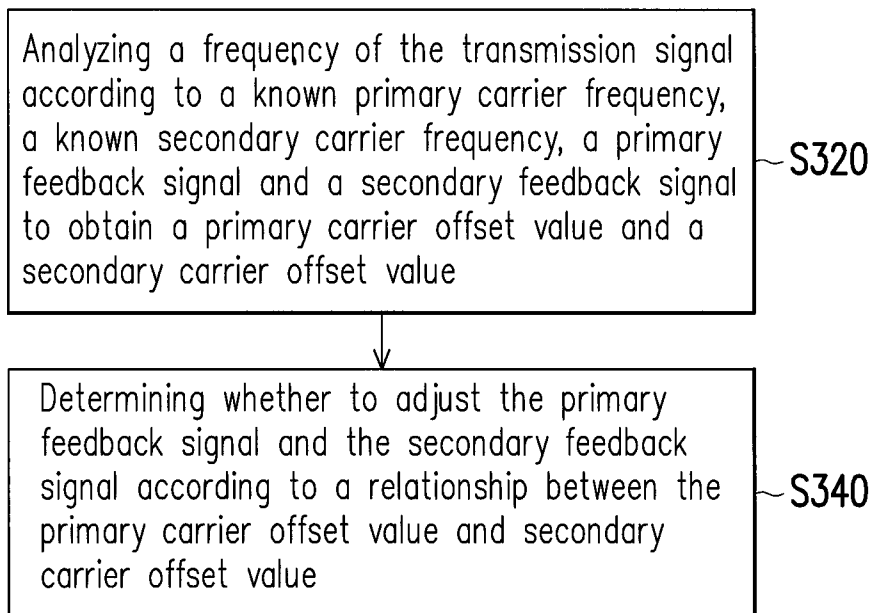 Analyzing a frequency of the transmission signal
according to a known primary carrier frequency,
a known secondary carrier frequency, a primary
feedback signal and a secondary feedback signal
to obtain a primary carrier offset value and a
secondary carrier offset value
S320
Determining whether to adjust the primary
feedback signal and the secondary feedback
signal according to a relationship between the
primary carrier offset value and secondary
carrier offset value
S340